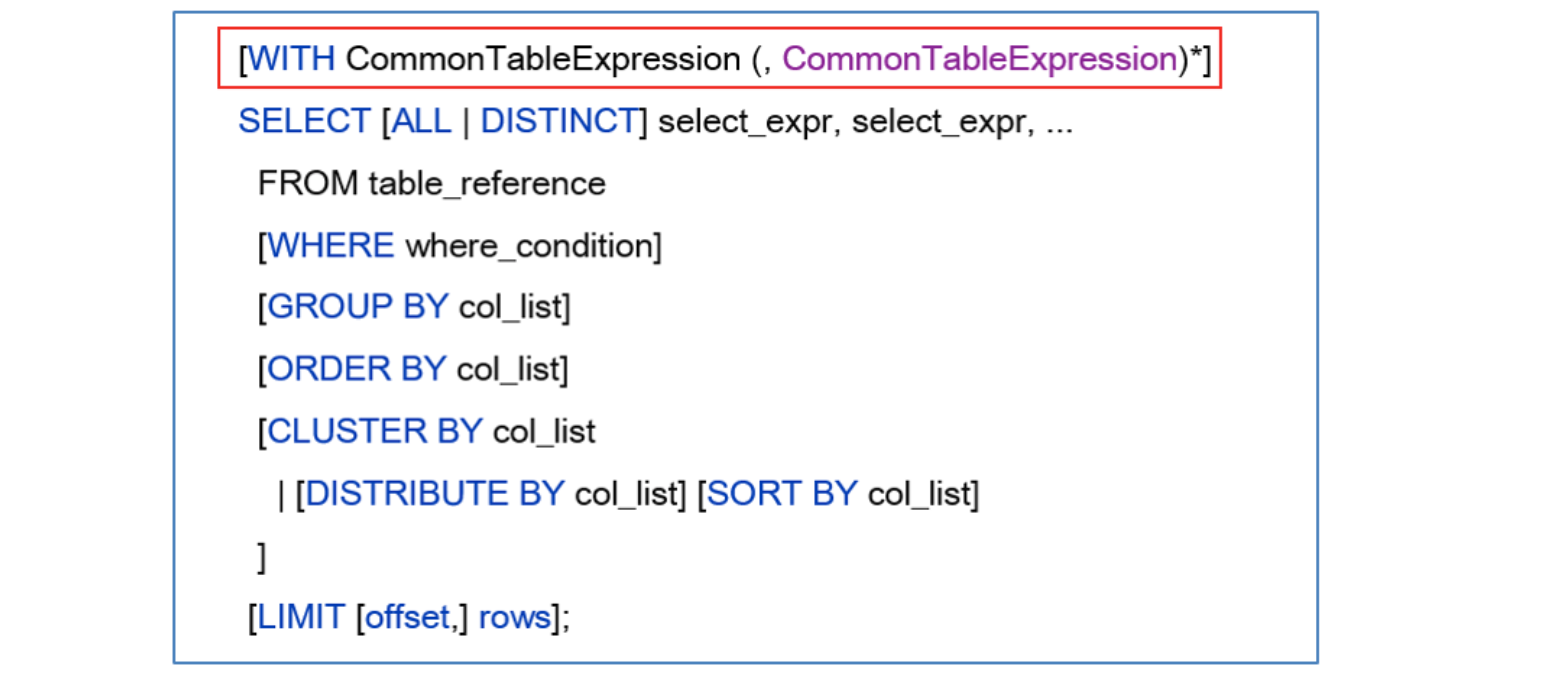 [WITH CommonTableExpression (, CommonTableExpression)*]
SELECT [ALL | DISTINCT] select_expr, select_expr, ...
FROM table_reference
[WHERE where_condition]
[GROUP BY col_list]
[ORDER BY col_list]
[CLUSTER BY col_list
| [DISTRIBUTE BY col_list] [SORT BY col_list]
]
[LIMIT [offset,] rows];